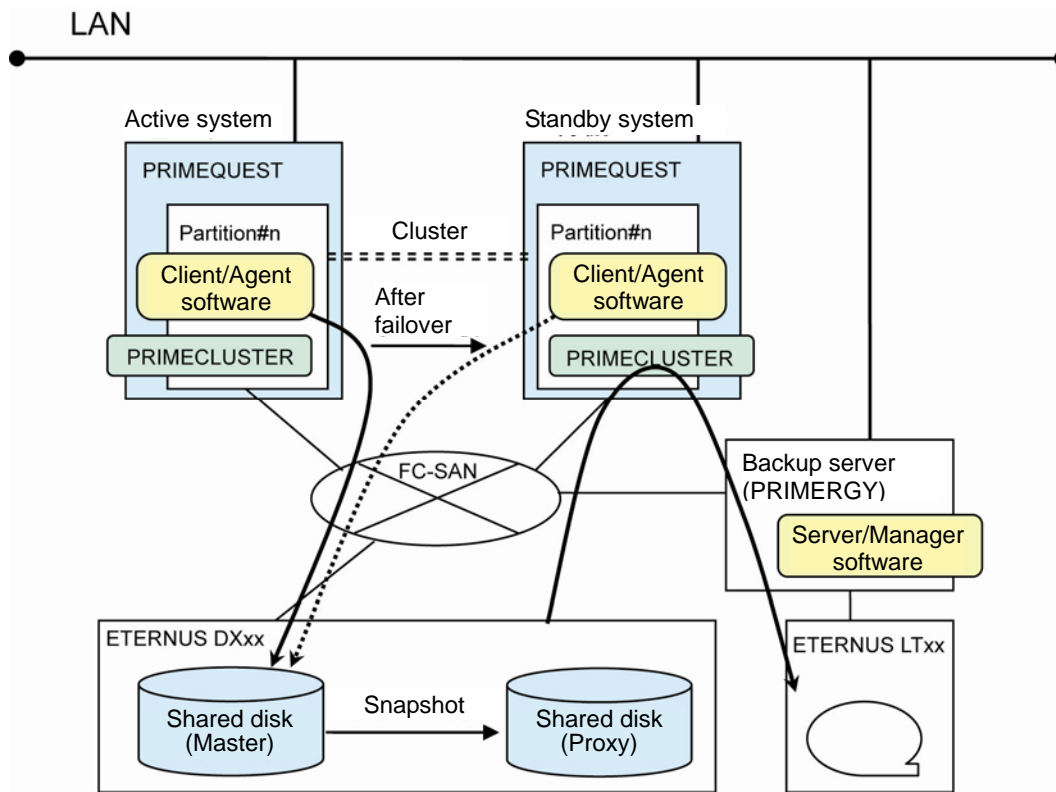 LAN
Active system
Standby system
PRIMEQUEST
PRIMEQUEST
Partition#n
Cluster
Partition#n
Client/Agent
software
After
failover
Client/Agent
software
PRIMECLUSTER
PRIMECLUSTER
FC-SAN
Backup server
(PRIMERGY)
Server/Manager
software
ETERNUS DXxx
ETERNUS LTxx
Shared disk
(Master)
Snapshot
Shared disk
(Proxy)